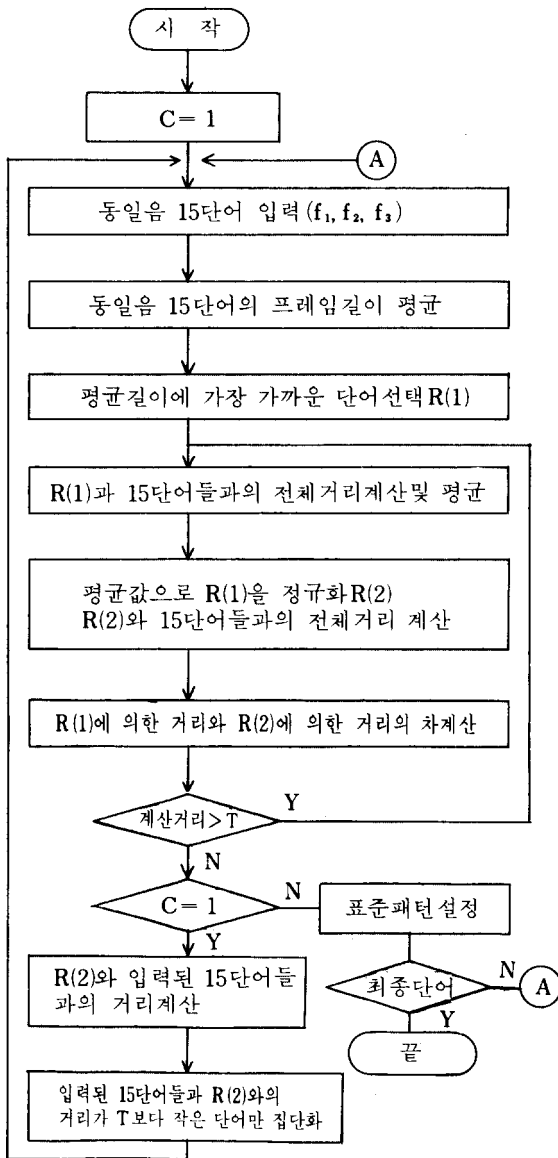 시 작
C = 1
A
동일음 15단어 입력 (f₁, f₂, f₃)
동일음 15단어의 프레임길이 평균
평균길이에 가장 가까운 단어선택 R(1)
R(1)과 15단어들과의 전체거리계산및 평균
평균값으로 R(1)을 정규화 R(2)
R(2)와 15단어들과의 전체거리 계산
R(1)에 의한 거리와 R(2)에 의한 거리의 차계산
계산거리>T
Y
N
C = 1
N
Y
표준패턴설정
R(2)와 입력된 15단어들
과의 거리계산
최종단어
N
A
Y
끝
입력된 15단어들과 R(2)와의
거리가 T보다 작은 단어만 집단화